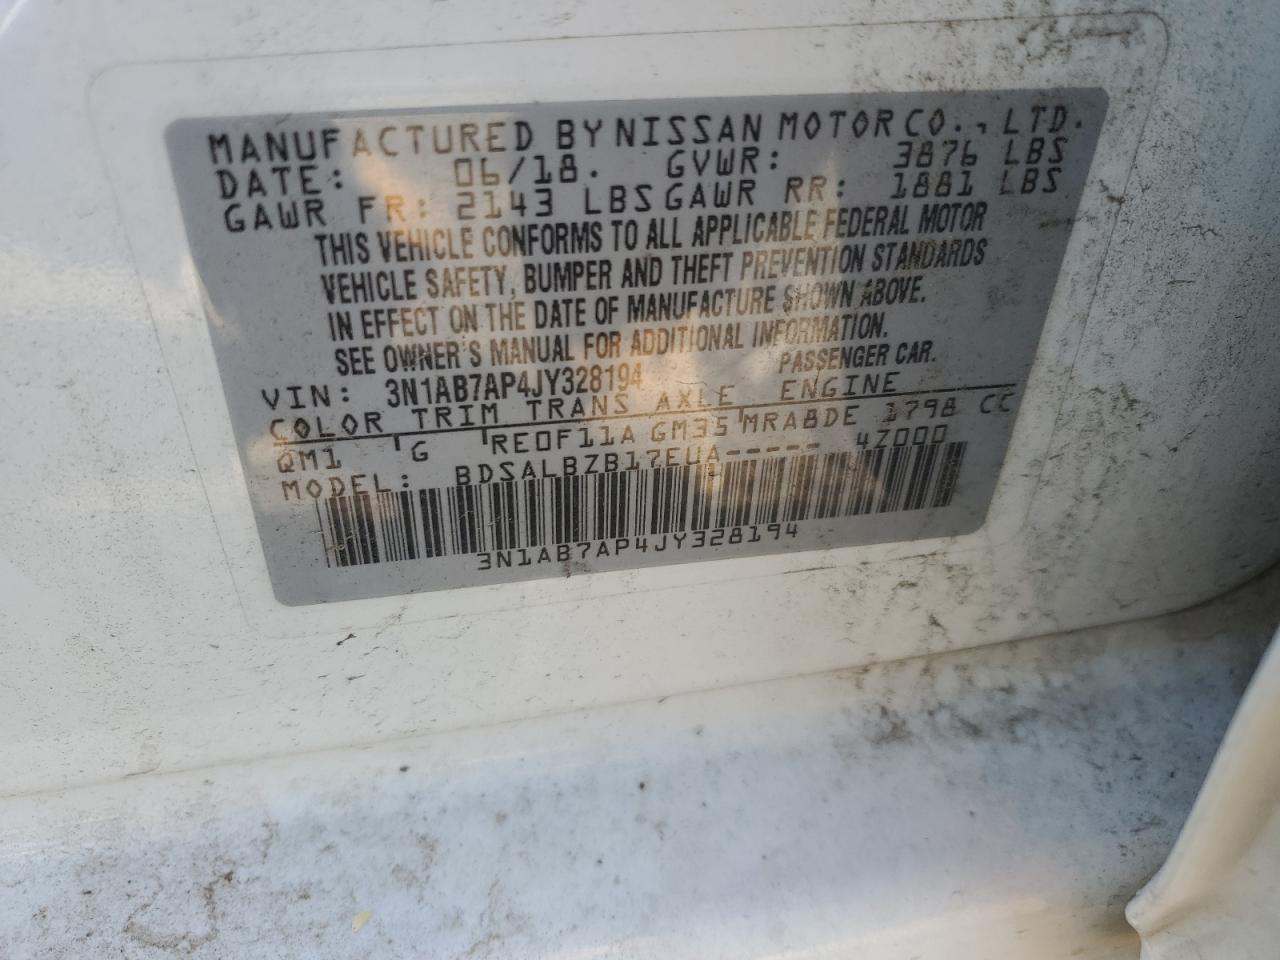 MANUFACTURED BY NISSAN MOTOR CO., LTD.
DATE: 06/18. GVWR: 3876 LBS
GAWR FR: 2143 LBS GAWR RR: 1881 LBS
THIS VEHICLE CONFORMS TO ALL APPLICABLE FEDERAL MOTOR
VEHICLE SAFETY, BUMPER AND THEFT PREVENTION STANDARDS
IN EFFECT ON THE DATE OF MANUFACTURE SHOWN ABOVE.
SEE OWNER'S MANUAL FOR ADDITIONAL INFORMATION.
VIN: 3N1AB7AP4JY328194 PASSENGER CAR.
COLOR TRIM TRANS AXLE ENGINE
QM1 G RE0F11A GM35 MRA8DE 1798 CC
MODEL: BDSALBZB17EUA----- 4Z000
3N1AB7AP4JY328194